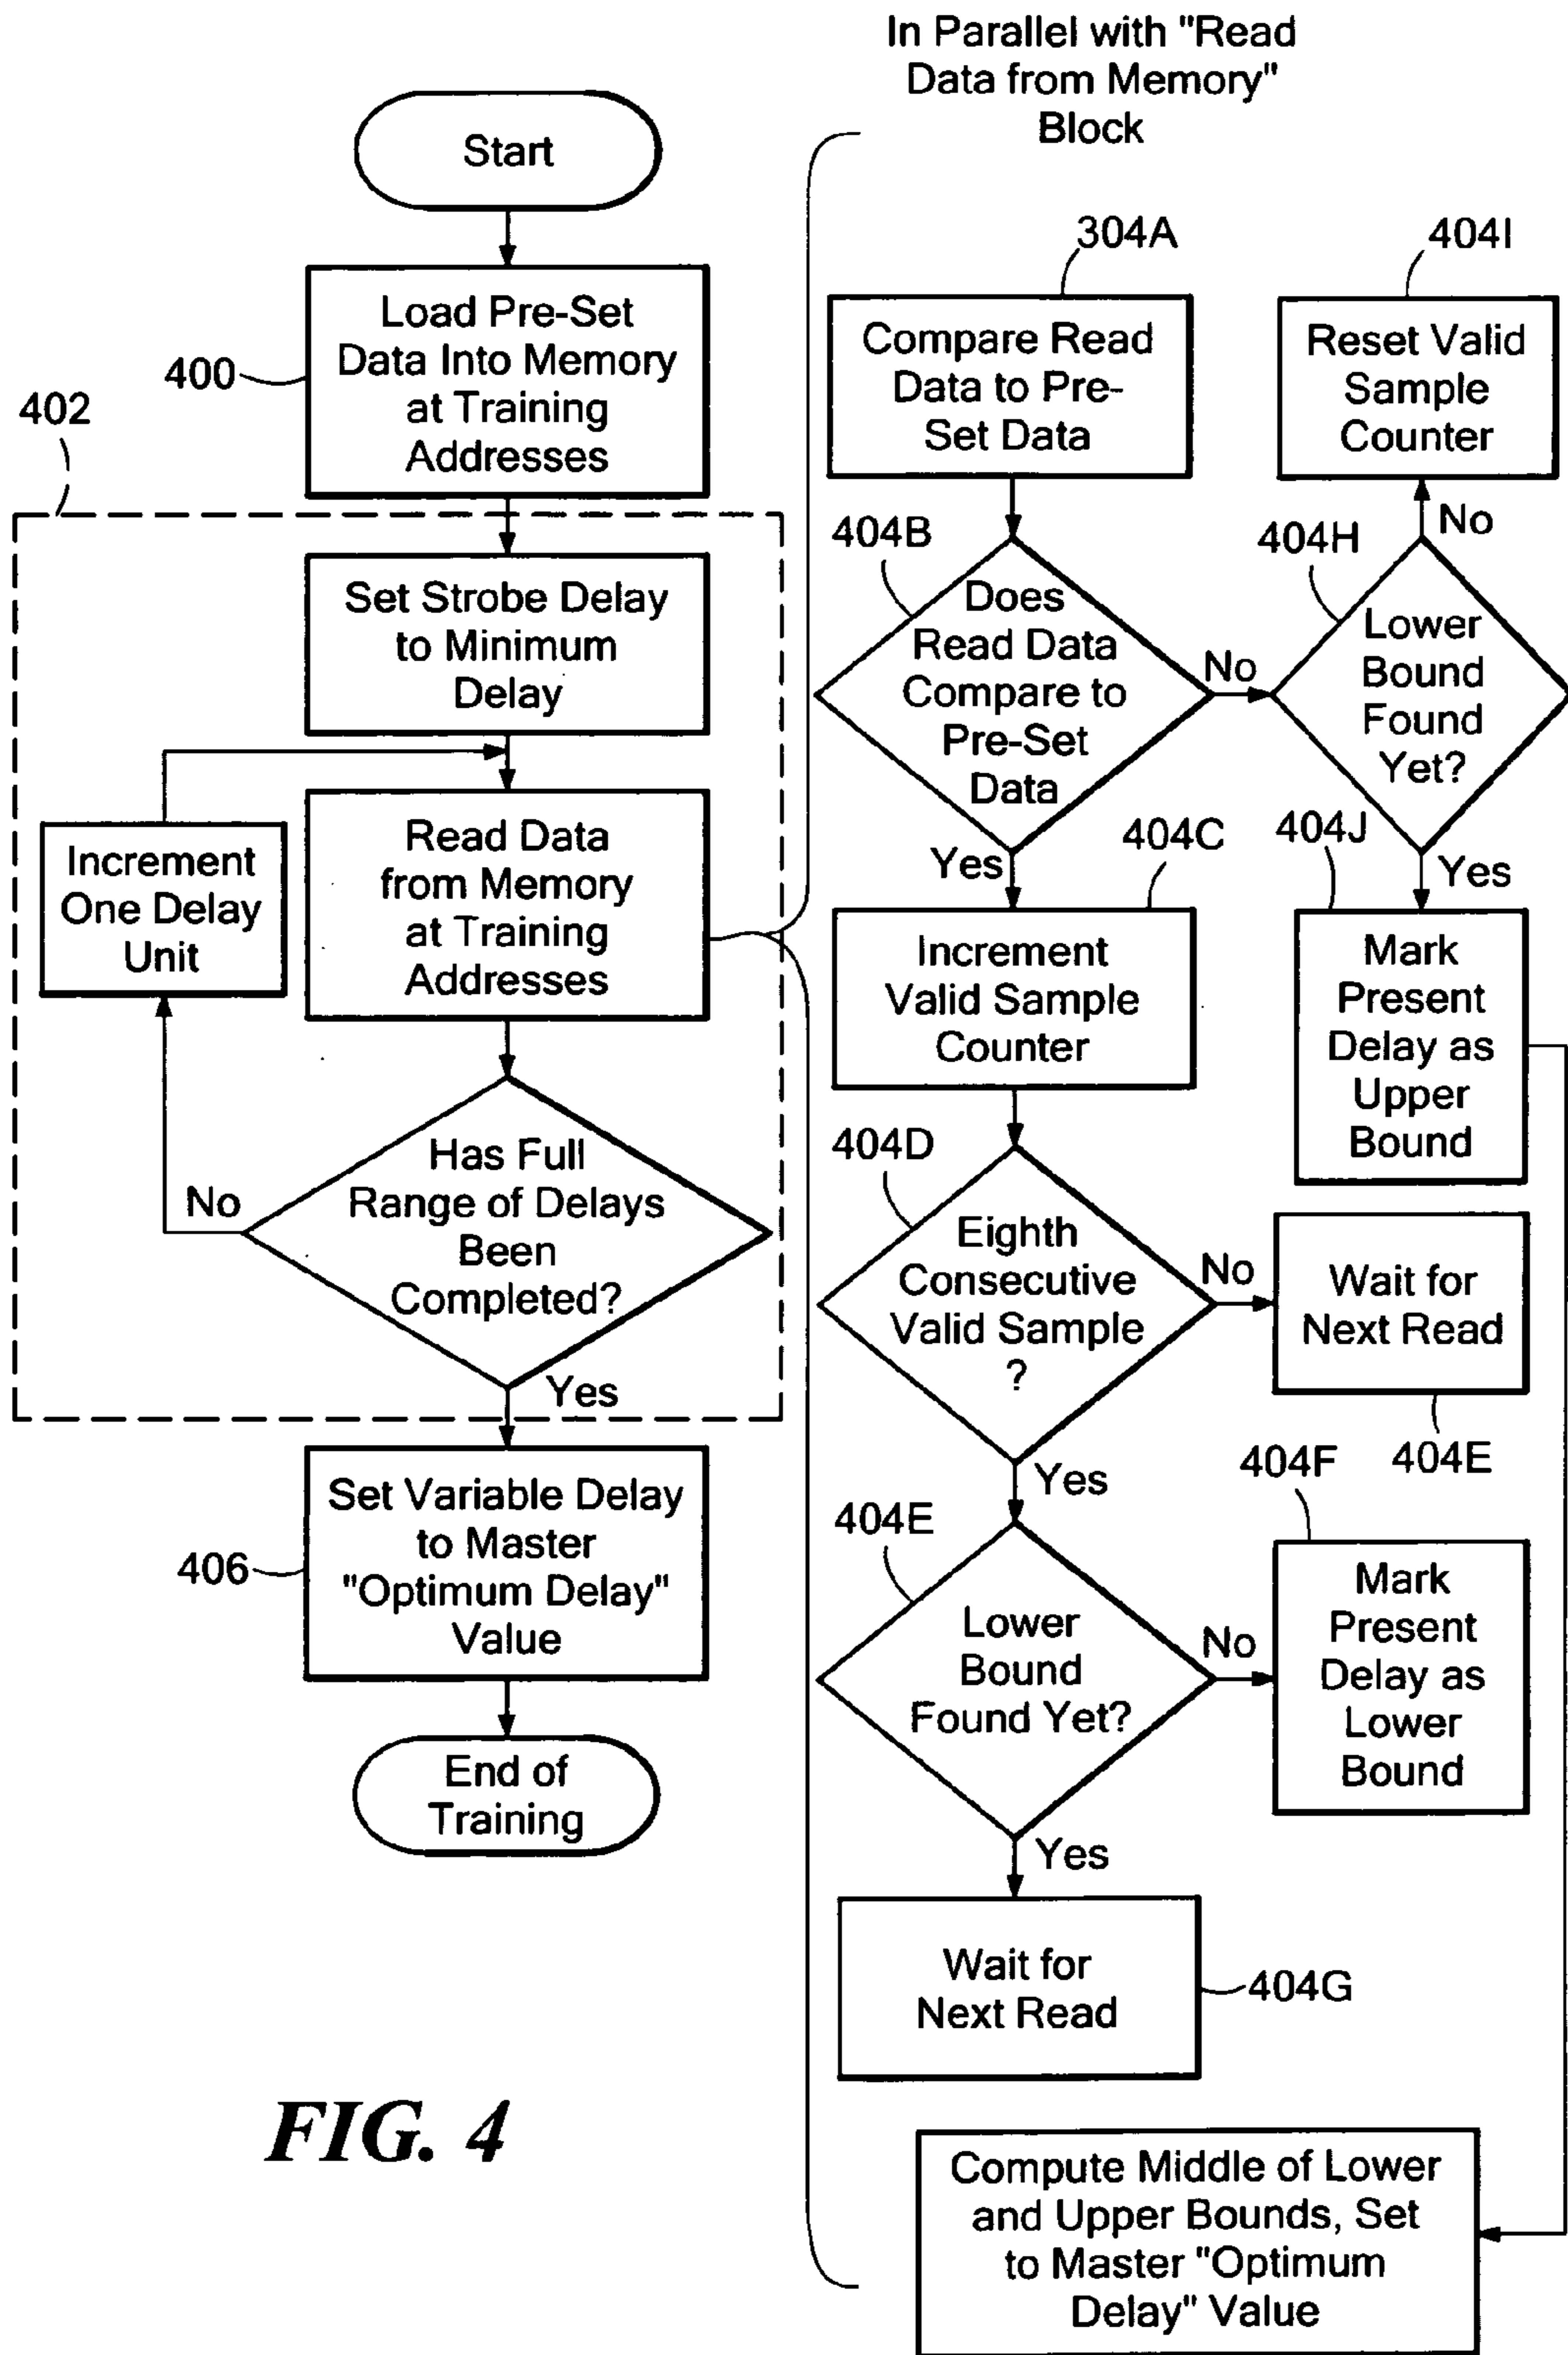 In Parallel with "Read
Data from Memory"
Block
Start
400
Load Pre-Set
Data Into Memory
at Training
Addresses
402
Set Strobe Delay
to Minimum
Delay
Increment
One Delay
Unit
Read Data
from Memory
at Training
Addresses
Has Full
Range of Delays
Been
Completed?
No
Yes
406
Set Variable Delay
to Master
"Optimum Delay"
Value
End of
Training
304A
Compare Read
Data to Pre-
Set Data
404B
Does
Read Data
Compare to
Pre-Set
Data
No
Yes
404C
Increment
Valid Sample
Counter
404D
Eighth
Consecutive
Valid Sample
?
No
Wait for
Next Read
404E
Yes
404E
Lower
Bound
Found Yet?
No
404F
Mark
Present
Delay as
Lower
Bound
Yes
Wait for
Next Read
404G
404I
Reset Valid
Sample
Counter
No
404H
Lower
Bound
Found
Yet?
Yes
404J
Mark
Present
Delay as
Upper
Bound
Compute Middle of Lower
and Upper Bounds, Set
to Master "Optimum
Delay" Value
FIG. 4